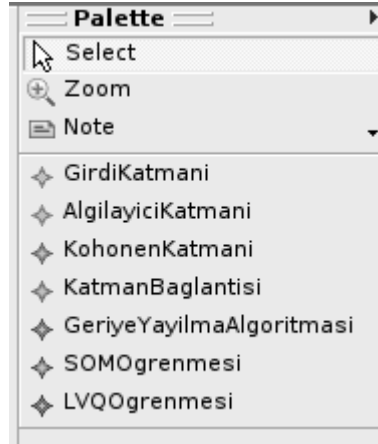 Palette
Select
Zoom
Note
GirdiKatmani
AlgilayiciKatmani
KohonenKatmani
KatmanBaglantisi
GeriyeYayilmaAlgoritmasi
SOMOgrenmesi
LVQOgrenmesi